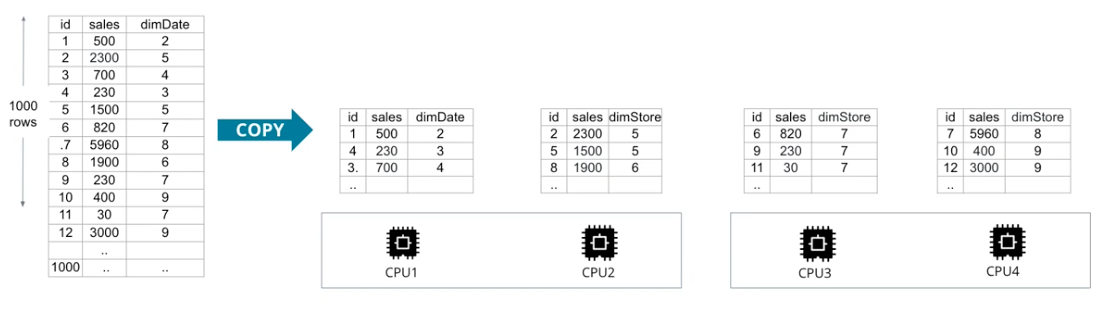 id sales dimDate
1 500 2
2 2300 5
3 700 4
4 230 3
5 1500 5
6 820 7
.7 5960 8
8 1900 6
9 230 7
10 400 9
11 30 7
12 3000 9
..
1000 .. ..
1000
rows
COPY
id sales dimDate
1 500 2
4 230 3
3. 700 4
..
id sales dimStore
2 2300 5
5 1500 5
8 1900 6
..
id sales dimStore
6 820 7
9 230 7
11 30 7
..
id sales dimStore
7 5960 8
10 400 9
12 3000 9
..
CPU1
CPU2
CPU3
CPU4